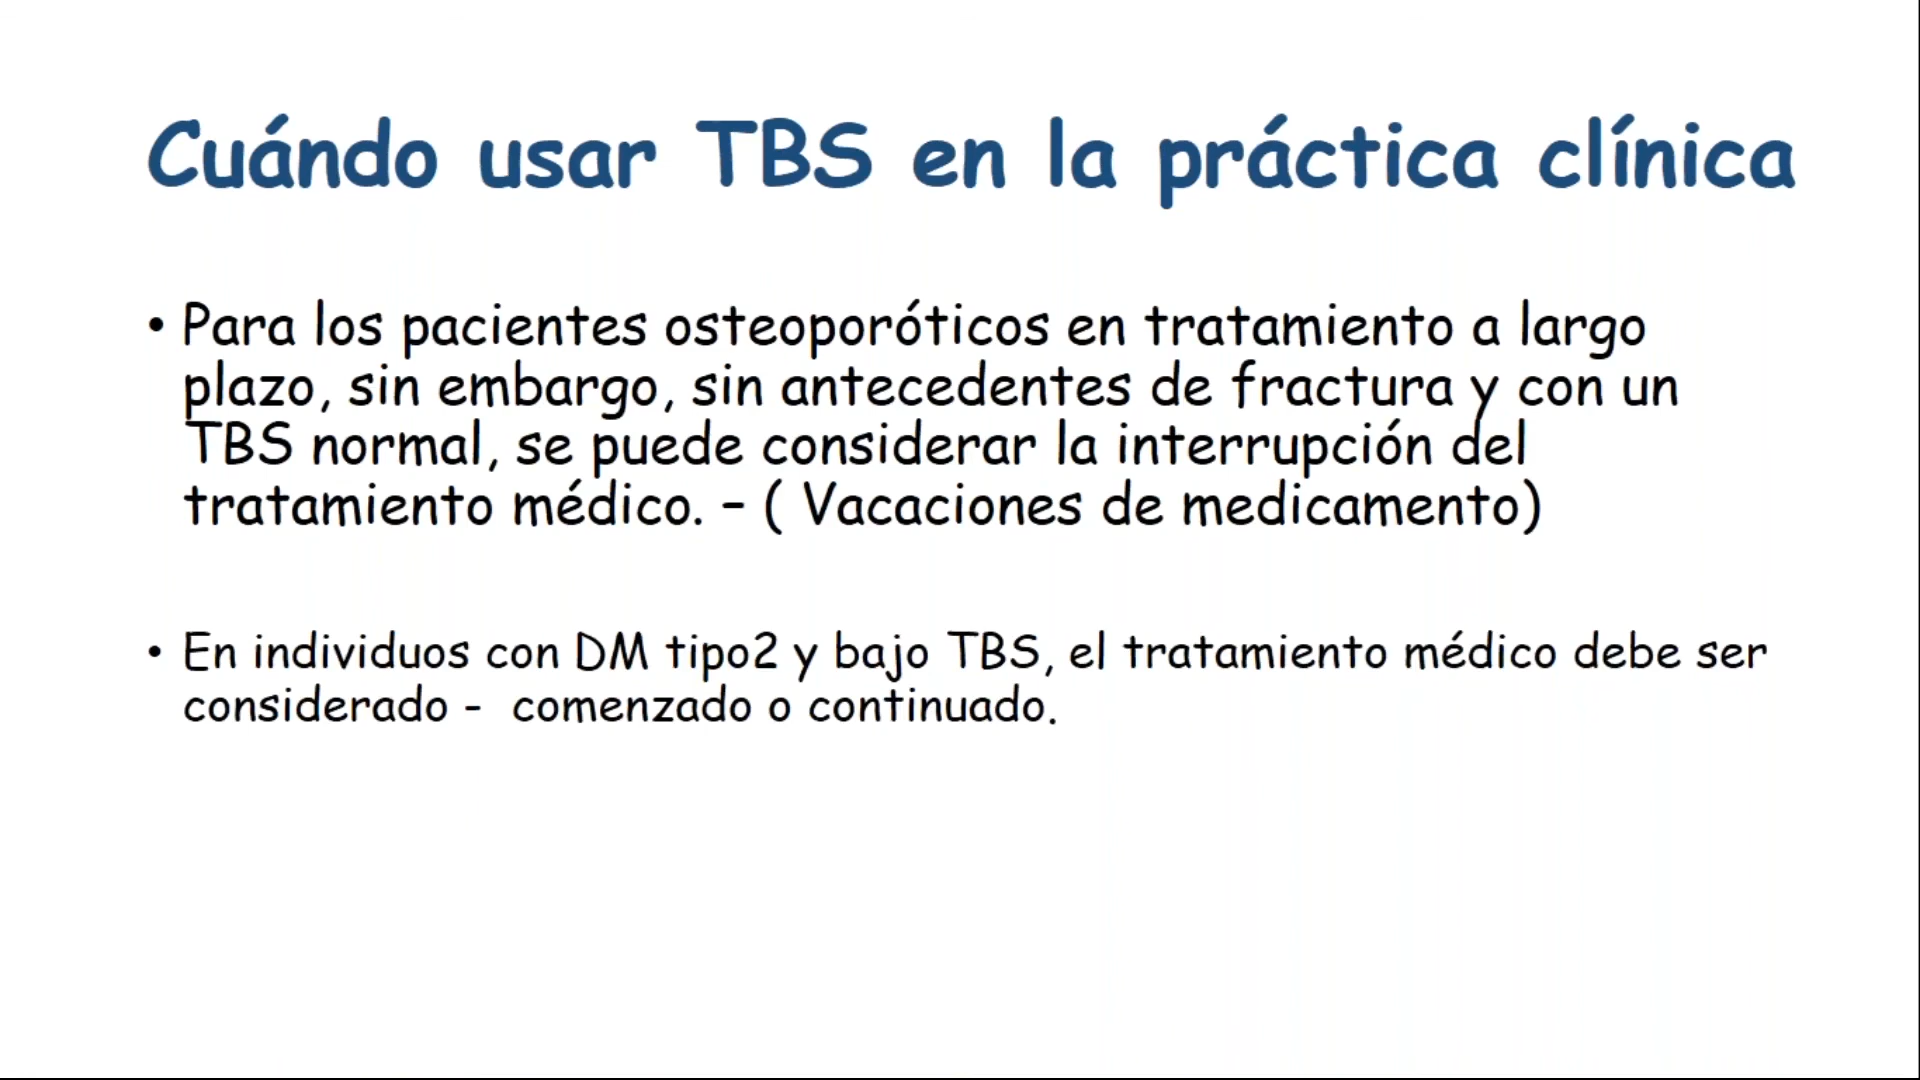 Cuándo usar TBS en la práctica clínica
• Para los pacientes osteoporóticos en tratamiento a largo
plazo, sin embargo, sin antecedentes de fractura y con un
TBS normal, se puede considerar la interrupción del
tratamiento médico. – ( Vacaciones de medicamento)
• En individuos con DM tipo2 y bajo TBS, el tratamiento médico debe ser
considerado - comenzado o continuado.